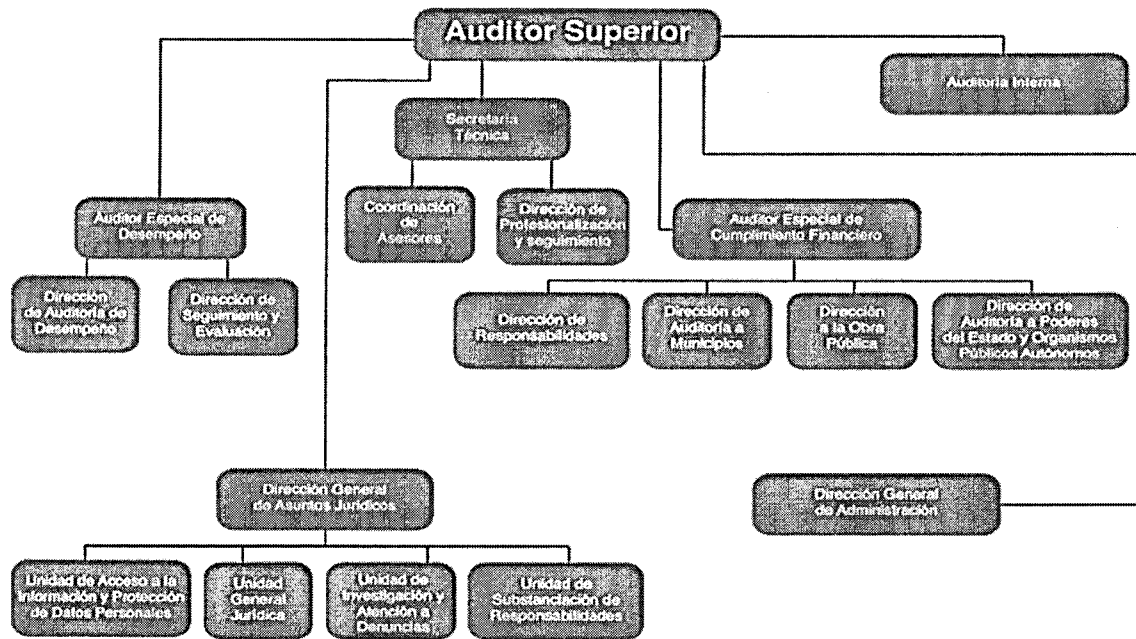 Auditor Superior
Auditoría Interna
Secretaría
Técnica
Coordinación
de
Asesores
Dirección de
Profesionalización
y seguimiento
Auditor Especial de
Desempeño
Auditor Especial de
Cumplimiento Financiero
Dirección
de Auditoría de
Desempeño
Dirección de
Seguimiento y
Evaluación
Dirección de
Responsabilidades
Dirección de
Auditoría a
Municipios
Dirección
a la Obra
Pública
Dirección de
Auditoría a Poderes
del Estado y Organismos
Públicos Autónomos
Dirección General
de Asuntos Jurídicos
Dirección General
de Administración
Unidad de Acceso a la
Información y Protección
de Datos Personales
Unidad
General
Jurídica
Unidad de
Investigación y
Atención a
Denuncias
Unidad de
Substanciación de
Responsabilidades